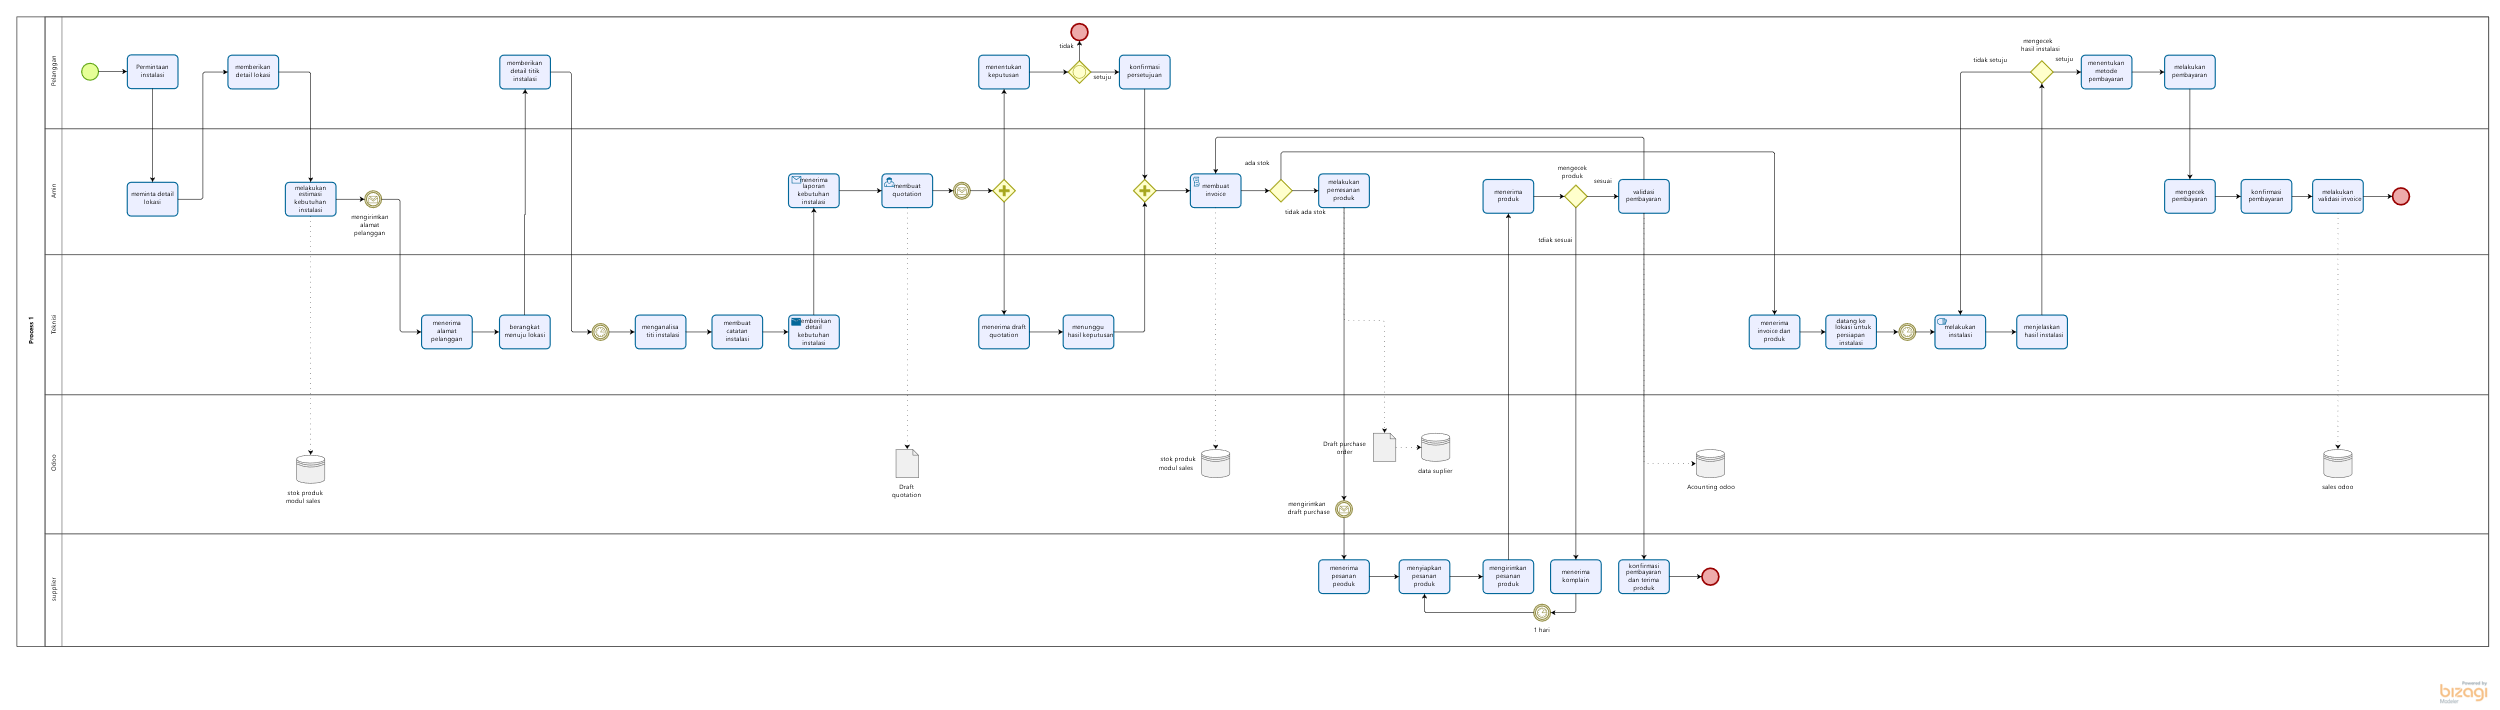 Process 1
Pelanggan
Permintaan
instalasi
memberikan
detail lokasi
memberikan
detail titik
instalasi
menentukan
keputusan
tidak
setuju
konfirmasi
persetujuan
tidak setuju
mengecek
hasil instalasi
setuju
menentukan
metode
pembayaran
melakukan
pembayaran
Amin
meminta detail
lokasi
melakukan
estimasi
kebutuhan
instalasi
mengirimkan
alamat
pelanggan
menerima
laporan
kebutuhan
instalasi
membuat
quotation
membuat
invoice
ada stok
tidak ada stok
melakukan
pemesanan
produk
menerima
produk
mengecek
produk
sesuai
tdiak sesuai
validasi
pembayaran
mengecek
pembayaran
konfirmasi
pembayaran
melakukan
validasi invoice
Teknisi
menerima
alamat
pelanggan
berangkat
menuju lokasi
menganalisa
titi instalasi
membuat
catatan
instalasi
memberikan
detail
kebutuhan
instalasi
menerima draft
quotation
menunggu
hasil keputusan
menerima
invoice dan
produk
datang ke
lokasi untuk
persiapan
instalasi
melakukan
instalasi
menjelaskan
hasil instalasi
Odoo
stok produk
modul sales
Draft
quotation
stok produk
modul sales
Draft purchase
order
data suplier
mengirimkan
draft purchase
Acounting odoo
sales odoo
supplier
menerima
pesanan
peoduk
menyiapkan
pesanan
produk
mengirimkan
pesanan
produk
menerima
komplain
konfirmasi
pembayaran
dan terima
produk
1 hari
Powered by
bizagi
Modeler